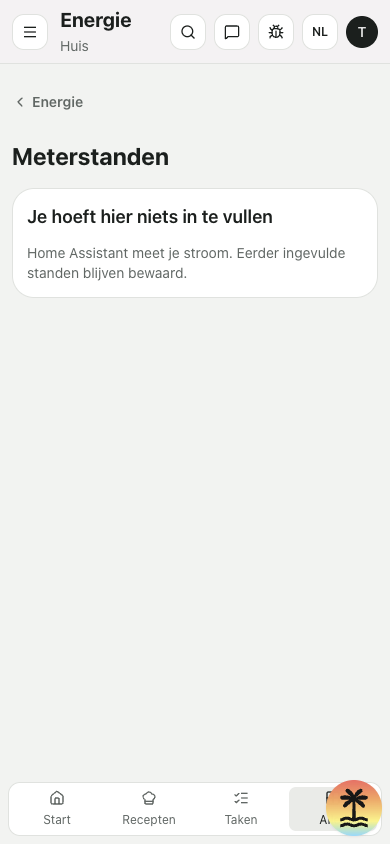 Energie
Huis
NL
T
Energie
Meterstanden
Je hoeft hier niets in te vullen
Home Assistant meet je stroom. Eerder ingevulde
standen blijven bewaard.
Start
Recepten
Taken